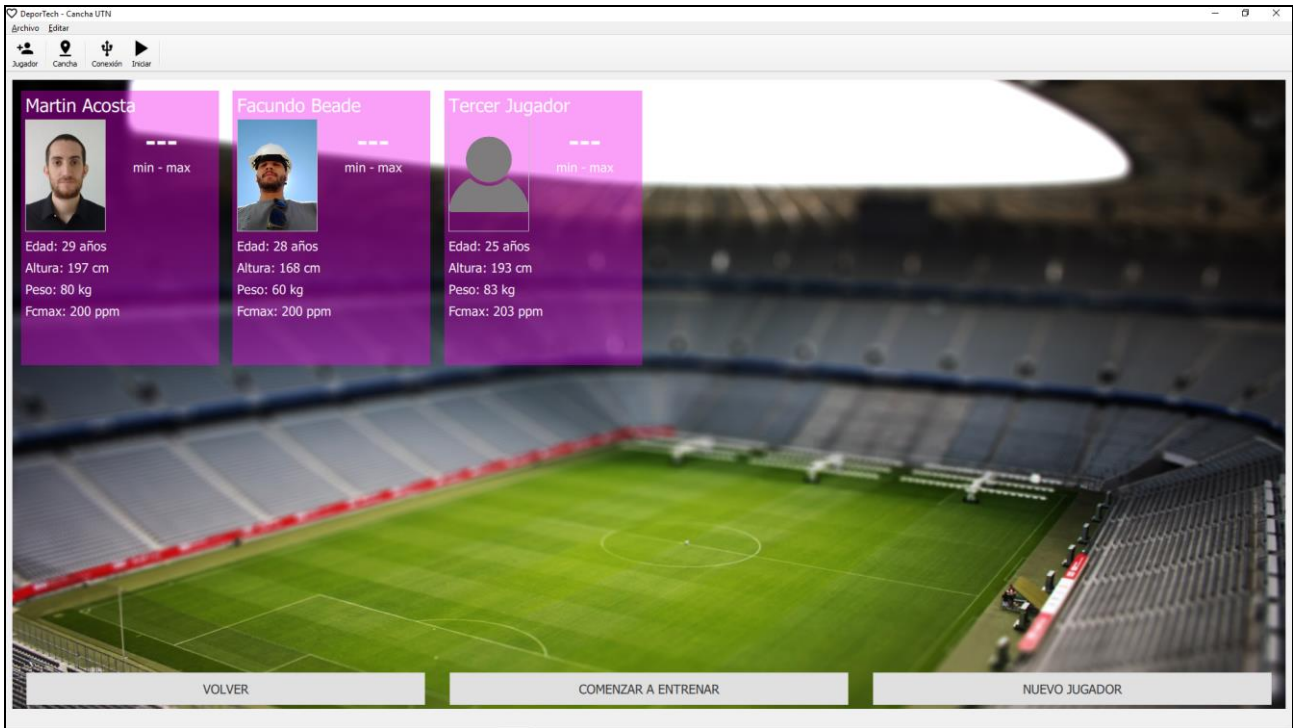 DeporTech - Cancha UTN
Archivo Editar
Jugador Cancha Conexión Iniciar
Martin Acosta
---
min - max
Edad: 29 años
Altura: 197 cm
Peso: 80 kg
Fcmax: 200 ppm
Facundo Beade
---
min - max
Edad: 28 años
Altura: 168 cm
Peso: 60 kg
Fcmax: 200 ppm
Tercer Jugador
---
min - max
Edad: 25 años
Altura: 193 cm
Peso: 83 kg
Fcmax: 203 ppm
VOLVER
COMENZAR A ENTRENAR
NUEVO JUGADOR